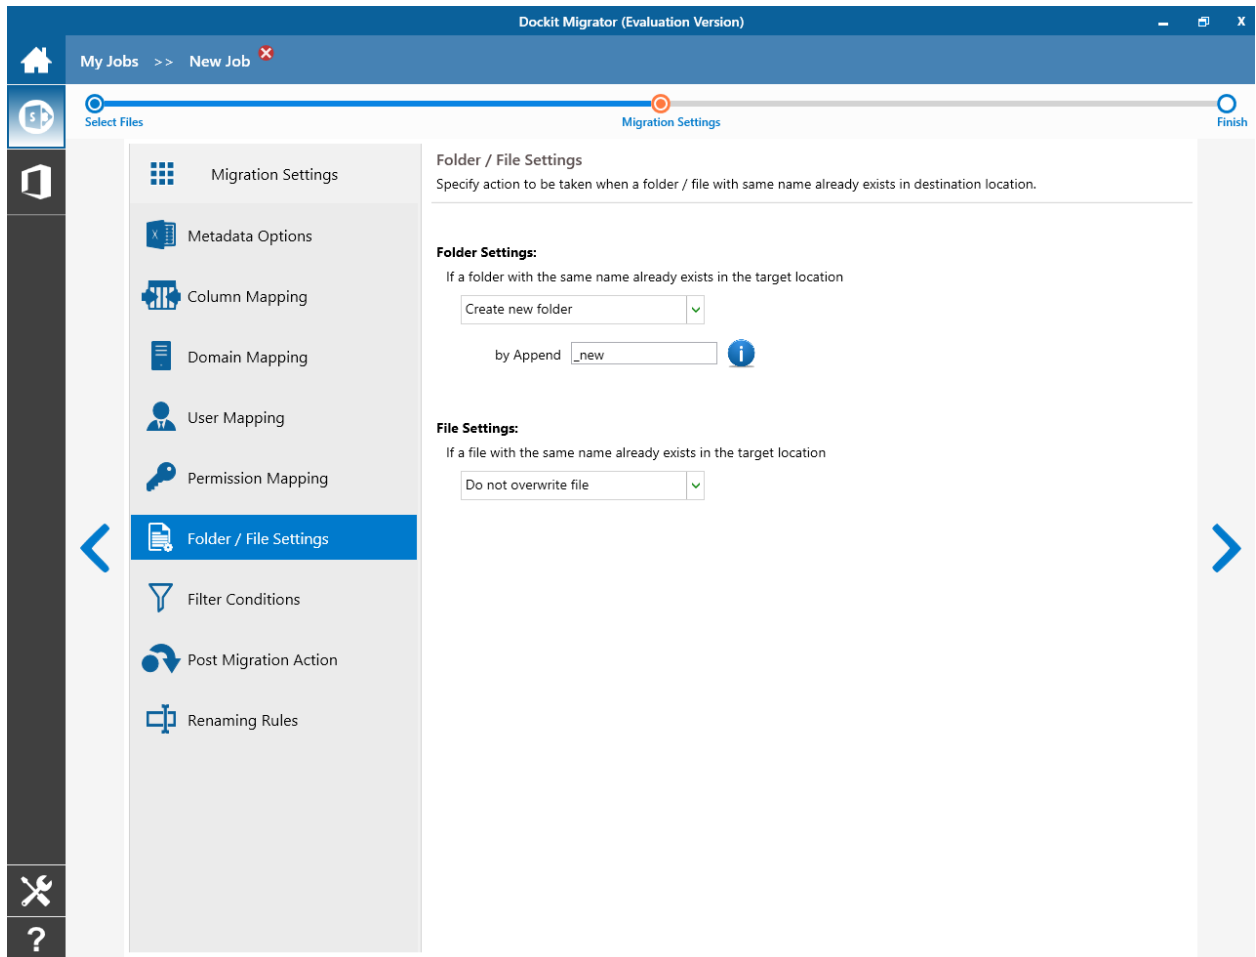 Dockit Migrator (Evaluation Version)
X
My Jobs >> New Job
Select Files
Migration Settings
Finish
Migration Settings
Metadata Options
Column Mapping
Domain Mapping
User Mapping
Permission Mapping
Folder / File Settings
Filter Conditions
Post Migration Action
Renaming Rules
Folder / File Settings
Specify action to be taken when a folder / file with same name already exists in destination location.
Folder Settings:
If a folder with the same name already exists in the target location
Create new folder
by Append _new
File Settings:
If a file with the same name already exists in the target location
Do not overwrite file
?